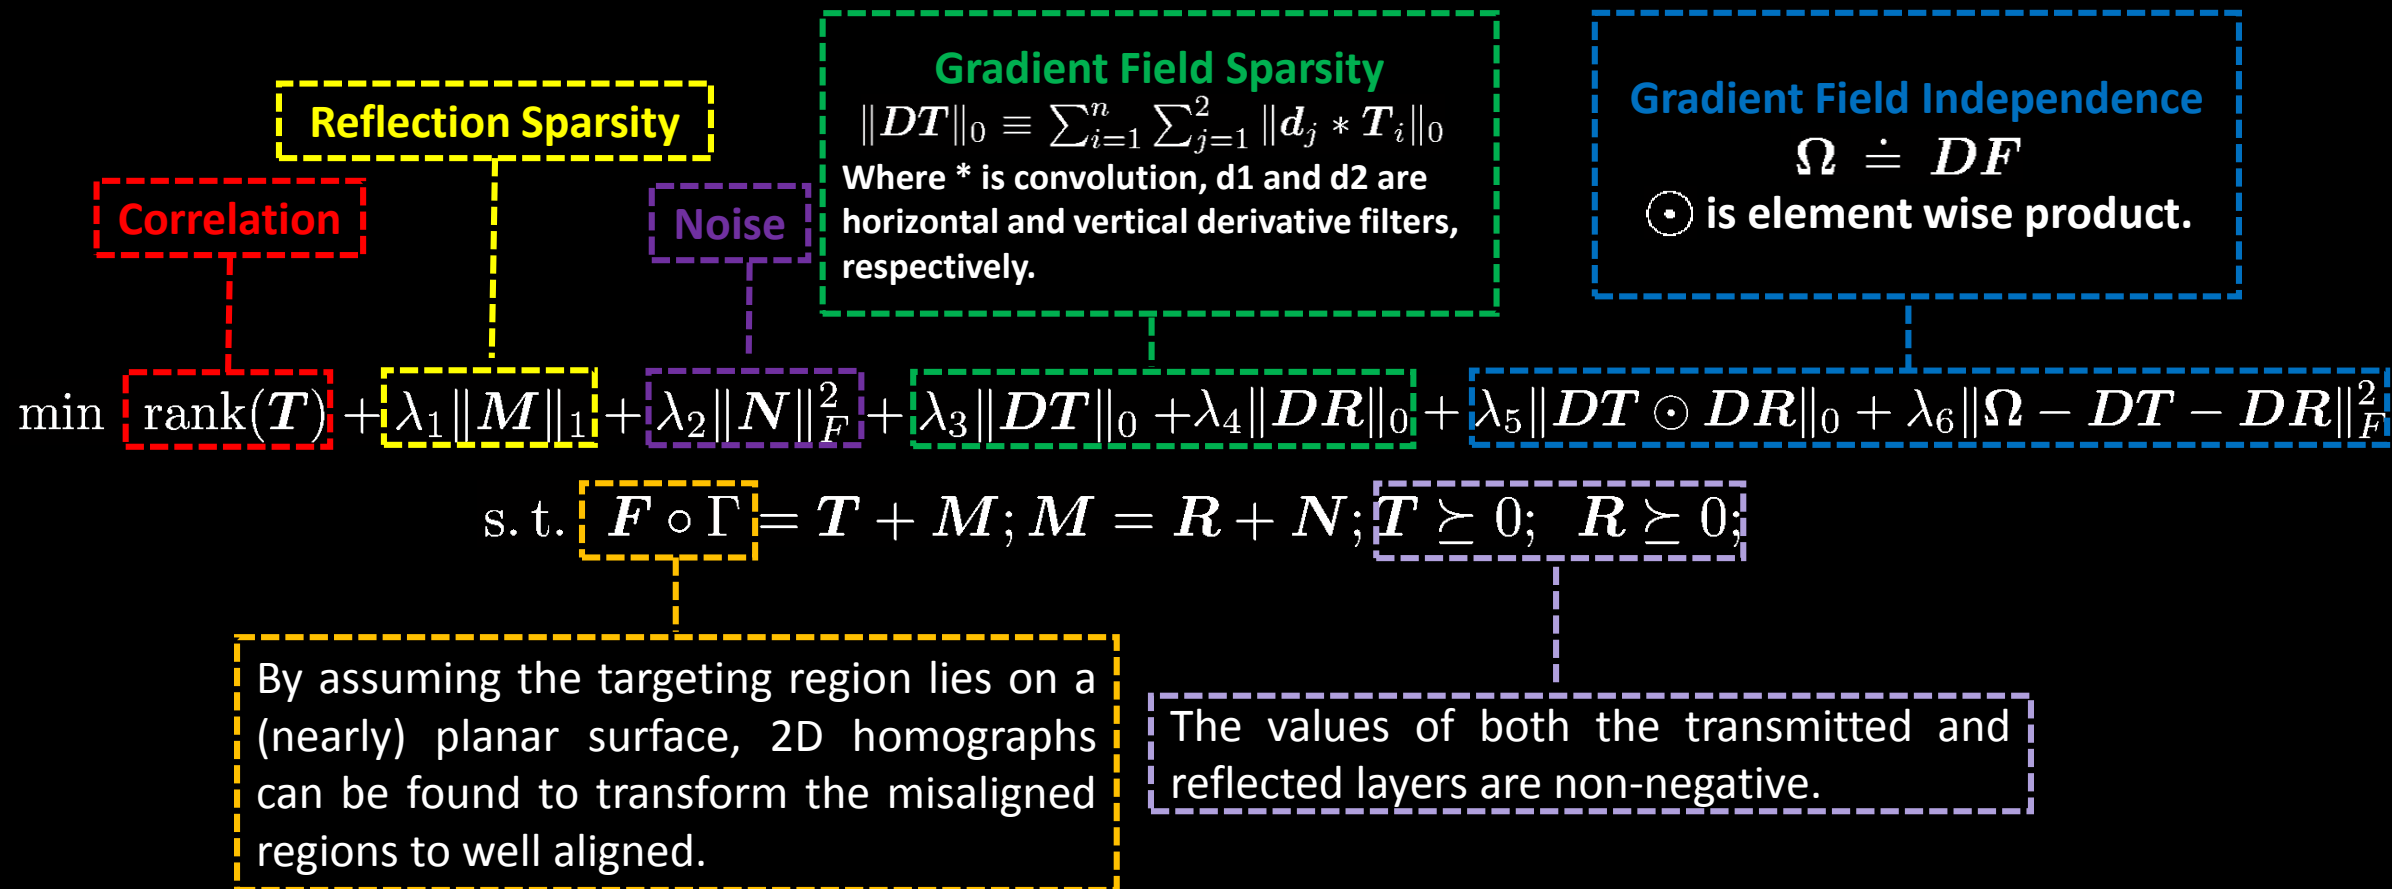 Gradient Field Sparsity
‖DT‖₀ ≡ ∑ⁿᵢ₌₁ ∑²ⱼ₌₁ ‖dⱼ * Tᵢ‖₀
Where * is convolution, d1 and d2 are
horizontal and vertical derivative filters,
respectively.
Gradient Field Independence
Ω ≐ DF
⊙ is element wise product.
Reflection Sparsity
Correlation
Noise
min rank(T) + λ₁‖M‖₁ + λ₂‖N‖²_F + λ₃‖DT‖₀ + λ₄‖DR‖₀ + λ₅‖DT ⊙ DR‖₀ + λ₆‖Ω − DT − DR‖²_F
s. t. F ∘ Γ = T + M; M = R + N; T ⪰ 0; R ⪰ 0;
By assuming the targeting region lies on a
(nearly) planar surface, 2D homographs
can be found to transform the misaligned
regions to well aligned.
The values of both the transmitted and
reflected layers are non-negative.